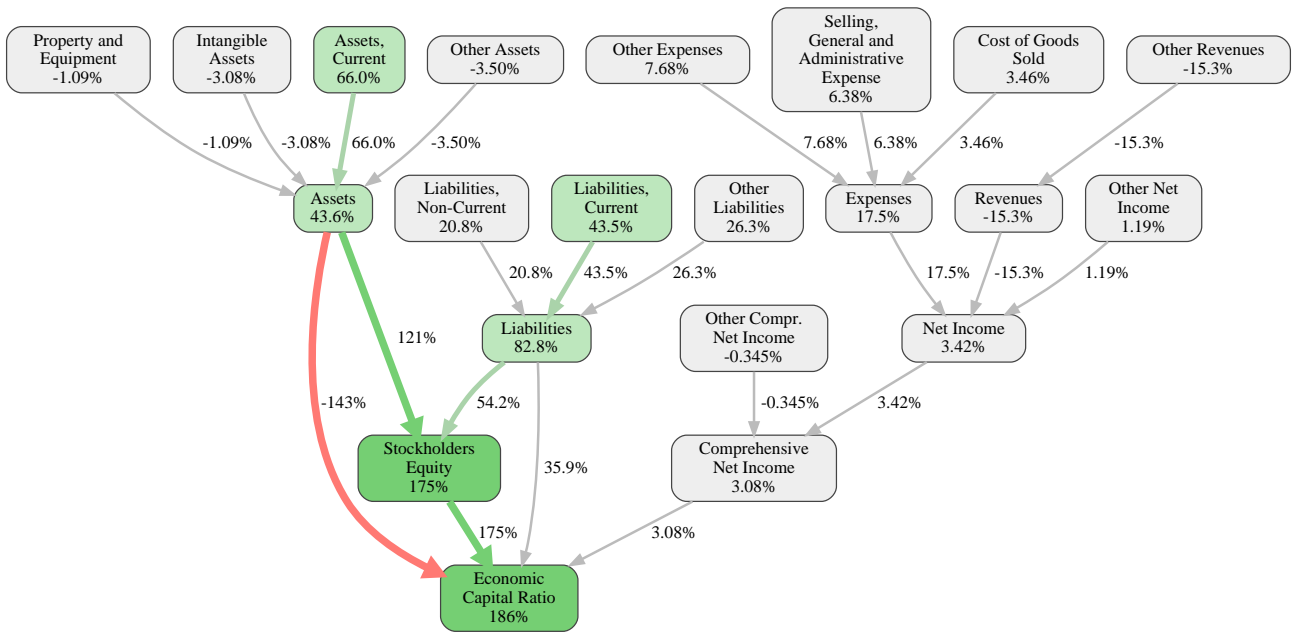 Property and
Equipment
-1.09%
Intangible
Assets
-3.08%
Assets,
Current
66.0%
Other Assets
-3.50%
Other Expenses
7.68%
Selling,
General and
Administrative
Expense
6.38%
Cost of Goods
Sold
3.46%
Other Revenues
-15.3%
-1.09%
-3.08%
66.0%
-3.50%
7.68%
6.38%
3.46%
-15.3%
Assets
43.6%
Liabilities,
Non-Current
20.8%
Liabilities,
Current
43.5%
Other
Liabilities
26.3%
Expenses
17.5%
Revenues
-15.3%
Other Net
Income
1.19%
20.8%
43.5%
26.3%
17.5%
-15.3%
1.19%
Liabilities
82.8%
Other Compr.
Net Income
-0.345%
Net Income
3.42%
121%
-143%
54.2%
-0.345%
3.42%
Stockholders
Equity
175%
35.9%
Comprehensive
Net Income
3.08%
175%
3.08%
Economic
Capital Ratio
186%